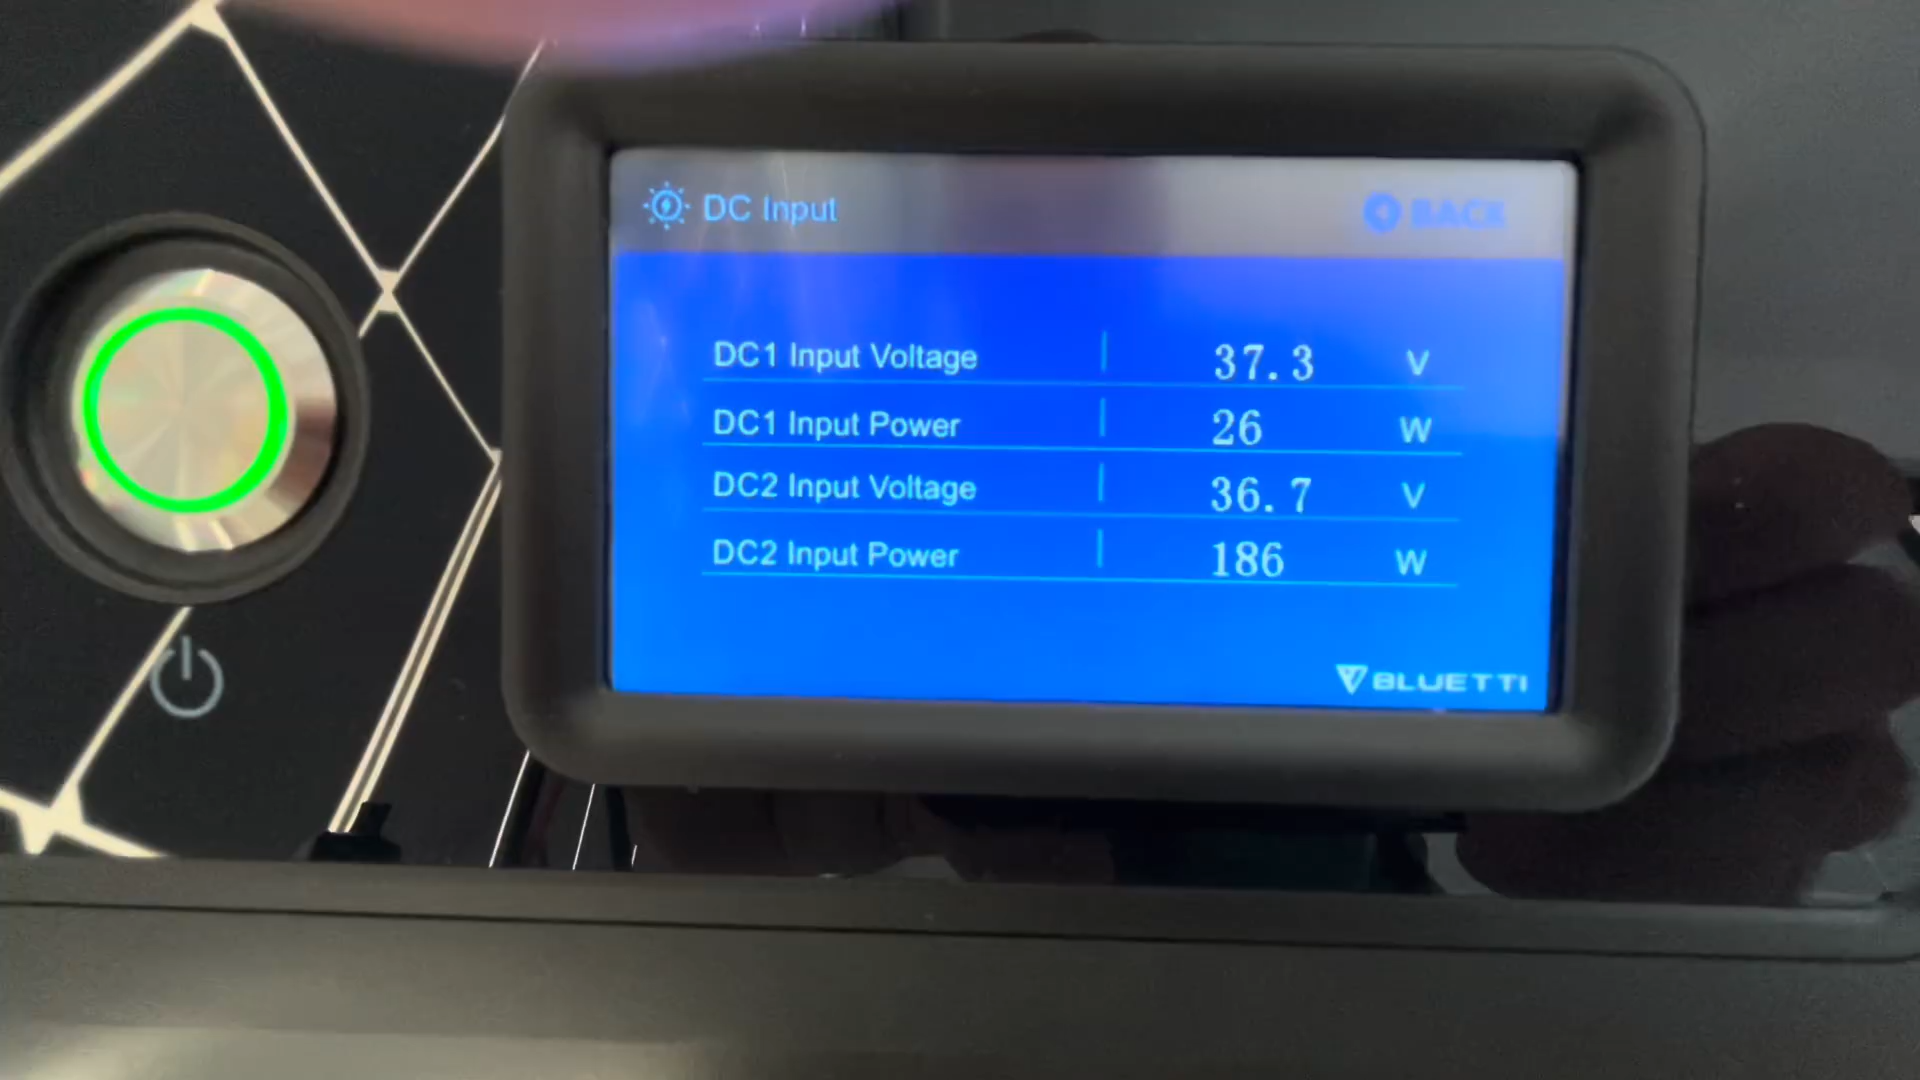 DC Input
BACK
DC1 Input Voltage | 37.3 V
DC1 Input Power | 26 W
DC2 Input Voltage | 36.7 V
DC2 Input Power | 186 W
BLUETTI